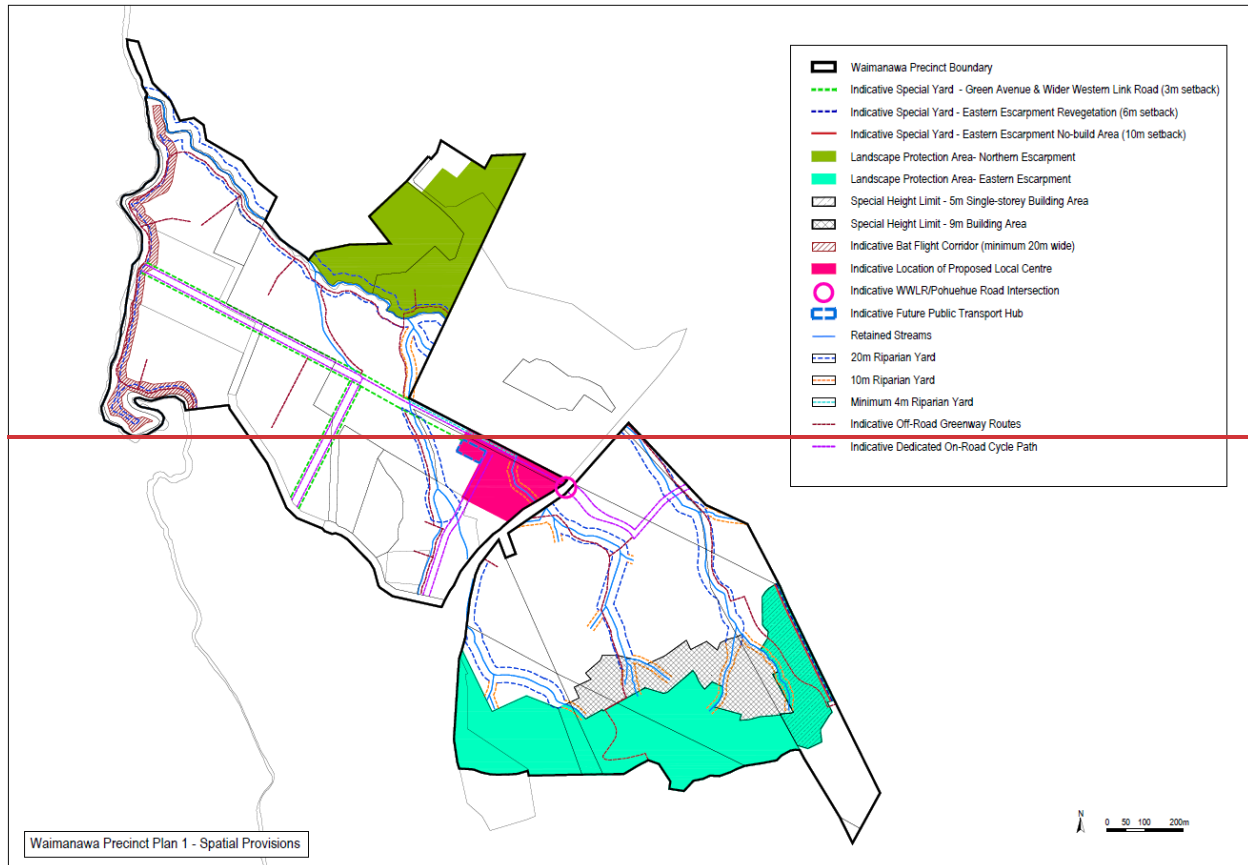 Waimanawa Precinct Boundary
Indicative Special Yard - Green Avenue & Wider Western Link Road (3m setback)
Indicative Special Yard - Eastern Escarpment Revegetation (6m setback)
Indicative Special Yard - Eastern Escarpment No-build Area (10m setback)
Landscape Protection Area- Northern Escarpment
Landscape Protection Area- Eastern Escarpment
Special Height Limit - 5m Single-storey Building Area
Special Height Limit - 9m Building Area
Indicative Bat Flight Corridor (minimum 20m wide)
Indicative Location of Proposed Local Centre
Indicative WWLR/Pohuehue Road Intersection
Indicative Future Public Transport Hub
Retained Streams
20m Riparian Yard
10m Riparian Yard
Minimum 4m Riparian Yard
Indicative Off-Road Greenway Routes
Indicative Dedicated On-Road Cycle Path
Waimanawa Precinct Plan 1 - Spatial Provisions
N
0 50 100 200m